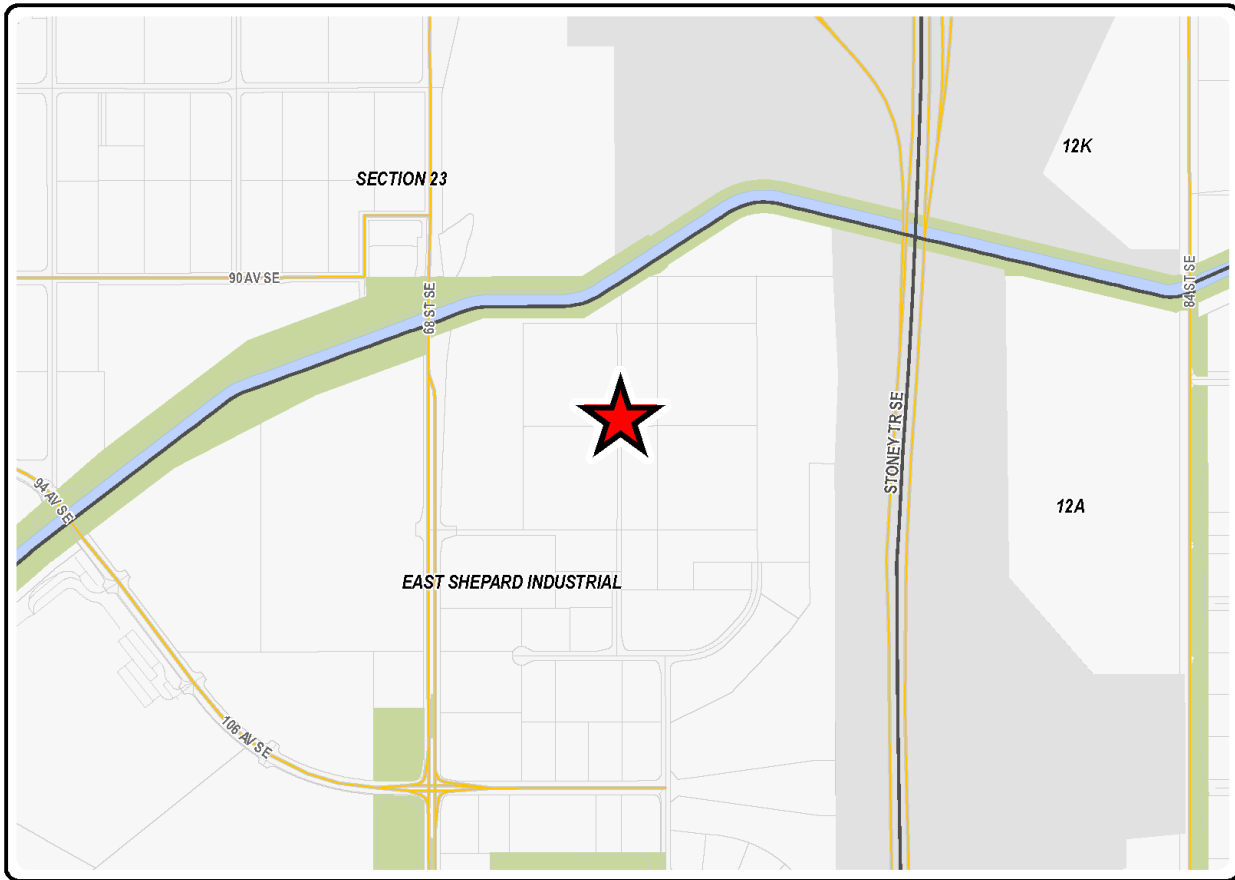 12K
SECTION 23
90 AV SE
68 ST SE
84 ST SE
STONEY TR SE
94 AV SE
12A
EAST SHEPARD INDUSTRIAL
106 AV SE